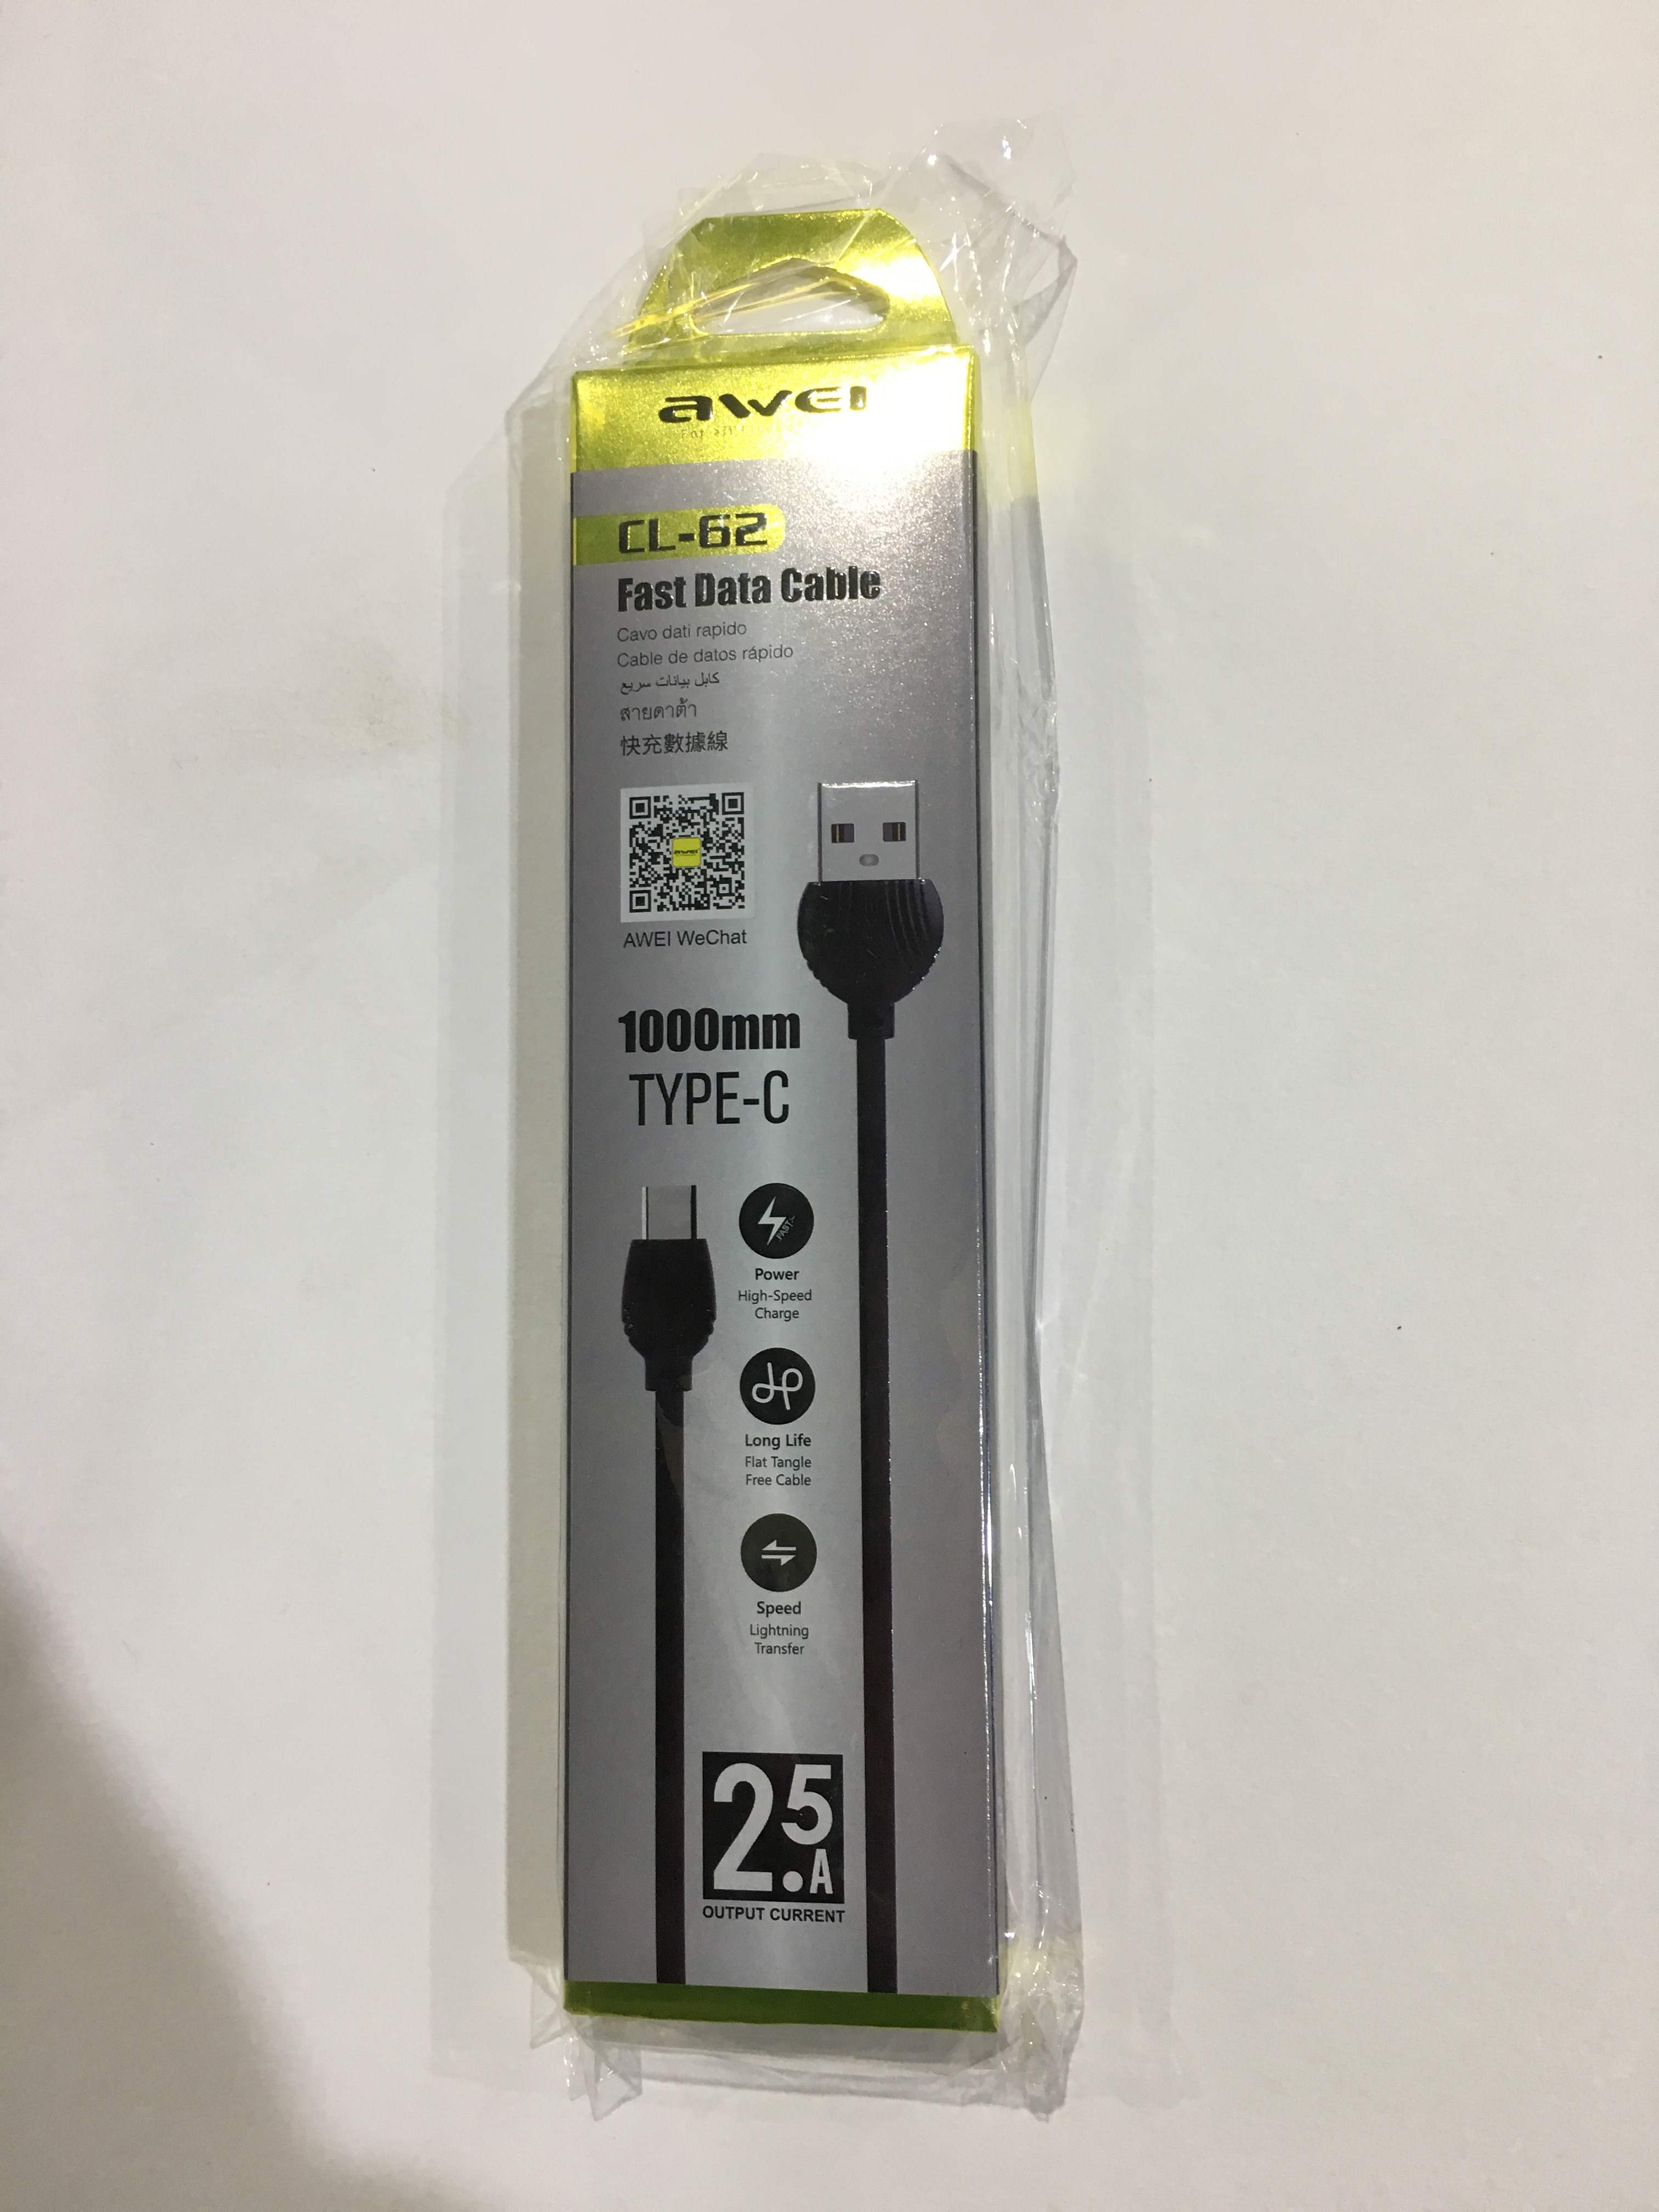 awei
CL-62
Fast Data Cable
Cavo dati rapido
Cable de datos rápido
كابل بيانات سريع
สายดาต้า
快充數據線
awei
AWEI WeChat
1000mm
TYPE-C
FAST
Power
High-Speed
Charge
Long Life
Flat Tangle
Free Cable
Speed
Lightning
Transfer
2.5A
OUTPUT CURRENT